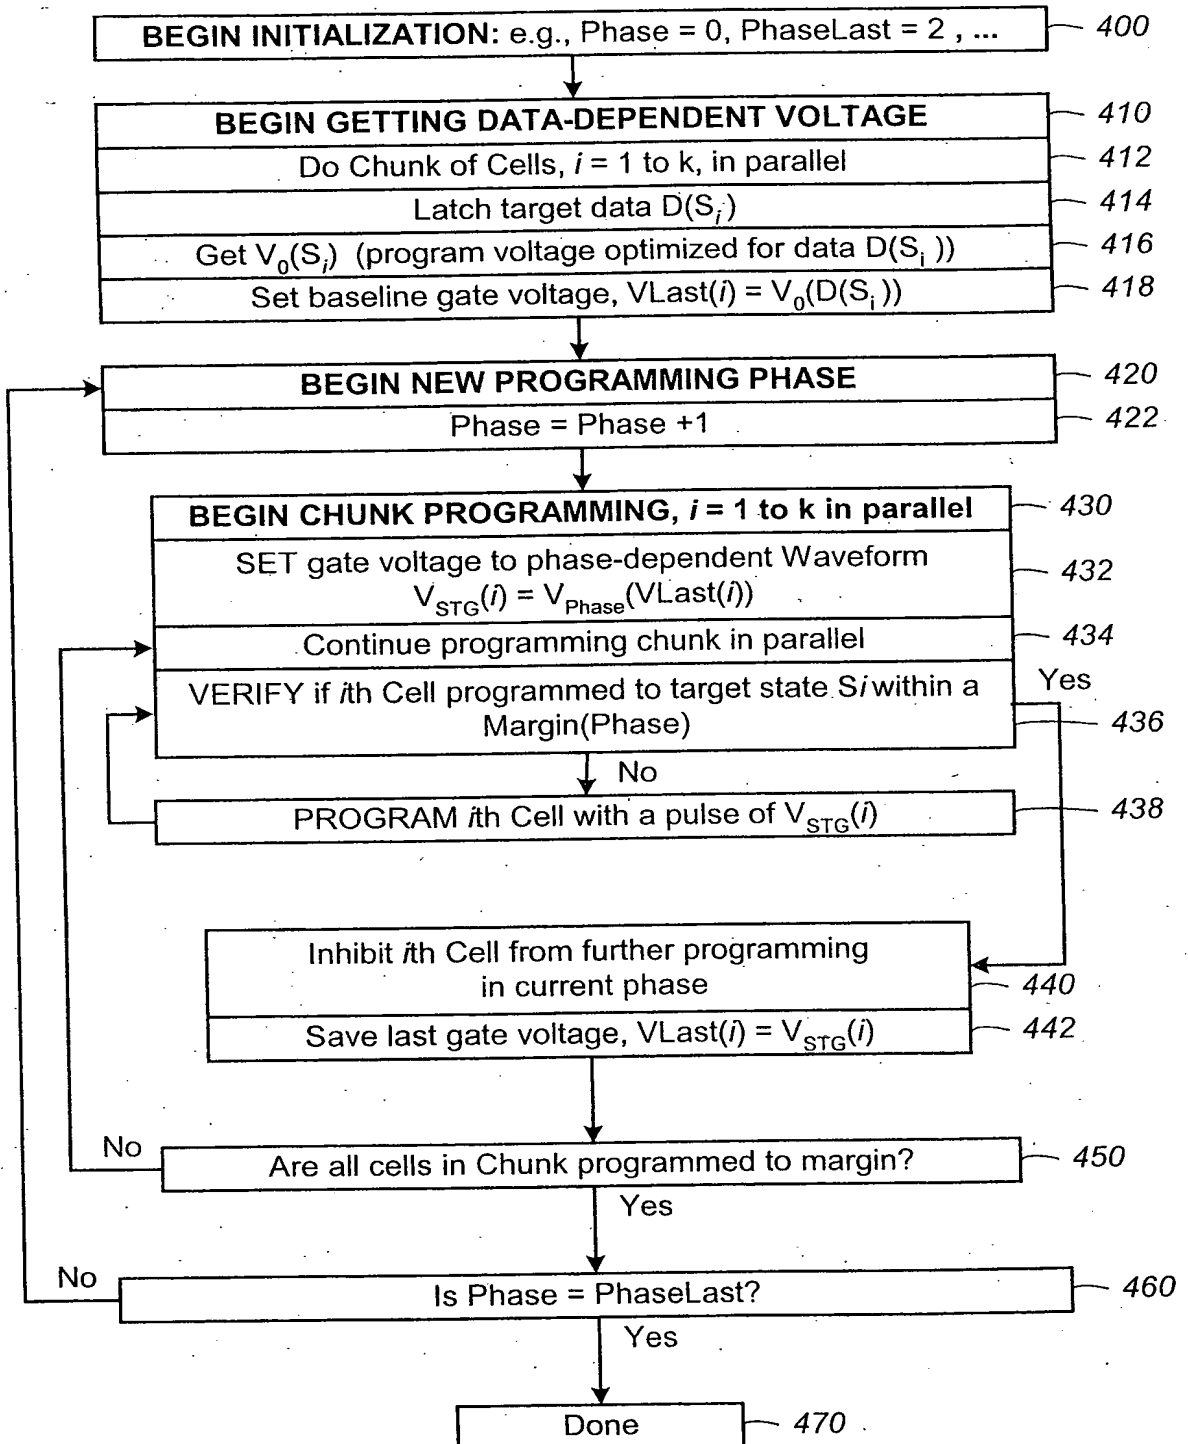 BEGIN INITIALIZATION: e.g., Phase = 0, PhaseLast = 2 , ... 400
BEGIN GETTING DATA-DEPENDENT VOLTAGE 410
Do Chunk of Cells, i = 1 to k, in parallel 412
Latch target data D(Si) 414
Get V0(Si) (program voltage optimized for data D(Si )) 416
Set baseline gate voltage, VLast(i) = V0(D(Si )) 418
BEGIN NEW PROGRAMMING PHASE 420
Phase = Phase +1 422
BEGIN CHUNK PROGRAMMING, i = 1 to k in parallel 430
SET gate voltage to phase-dependent Waveform
VSTG(i) = VPhase(VLast(i)) 432
Continue programming chunk in parallel 434
VERIFY if ith Cell programmed to target state Si within a
Margin(Phase) 436
Yes
No
PROGRAM ith Cell with a pulse of VSTG(i) 438
Inhibit ith Cell from further programming
in current phase 440
Save last gate voltage, VLast(i) = VSTG(i) 442
No
Are all cells in Chunk programmed to margin? 450
Yes
No
Is Phase = PhaseLast? 460
Yes
Done 470